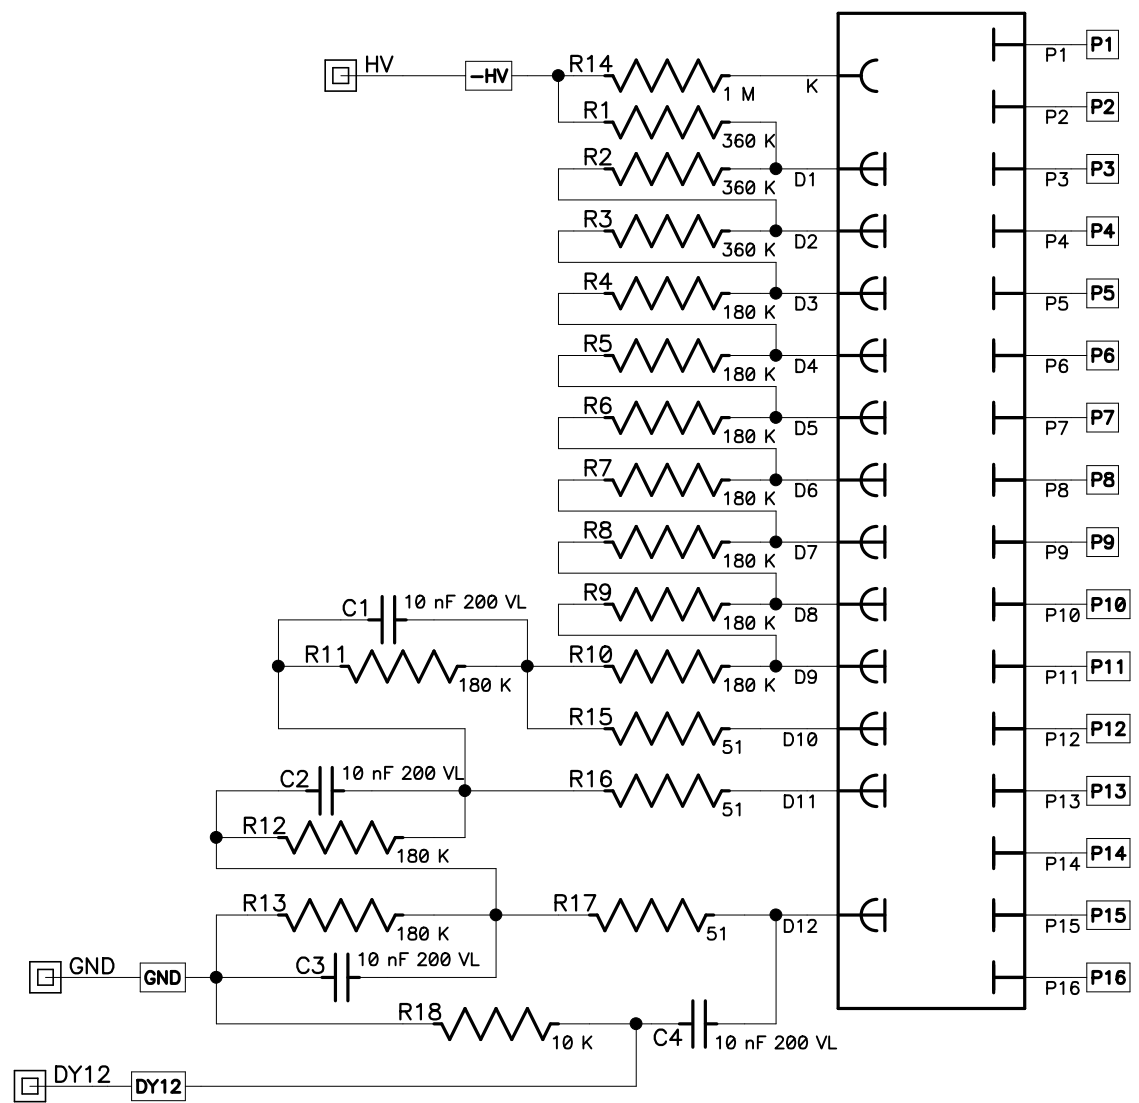 P1 P1
HV -HV R14 1 M K
P2 P2
R1 360 K
R2 360 K D1 P3 P3
R3 360 K D2 P4 P4
R4 180 K D3 P5 P5
R5 180 K D4 P6 P6
R6 180 K D5 P7 P7
R7 180 K D6 P8 P8
R8 180 K D7 P9 P9
C1 10 nF 200 VL R9 180 K D8 P10 P10
R11 180 K R10 180 K D9 P11 P11
R15 51 D10 P12 P12
C2 10 nF 200 VL R16 51 D11 P13 P13
R12 180 K P14 P14
R13 180 K R17 51 D12 P15 P15
GND GND C3 10 nF 200 VL P16 P16
R18 10 K C4 10 nF 200 VL
DY12 DY12